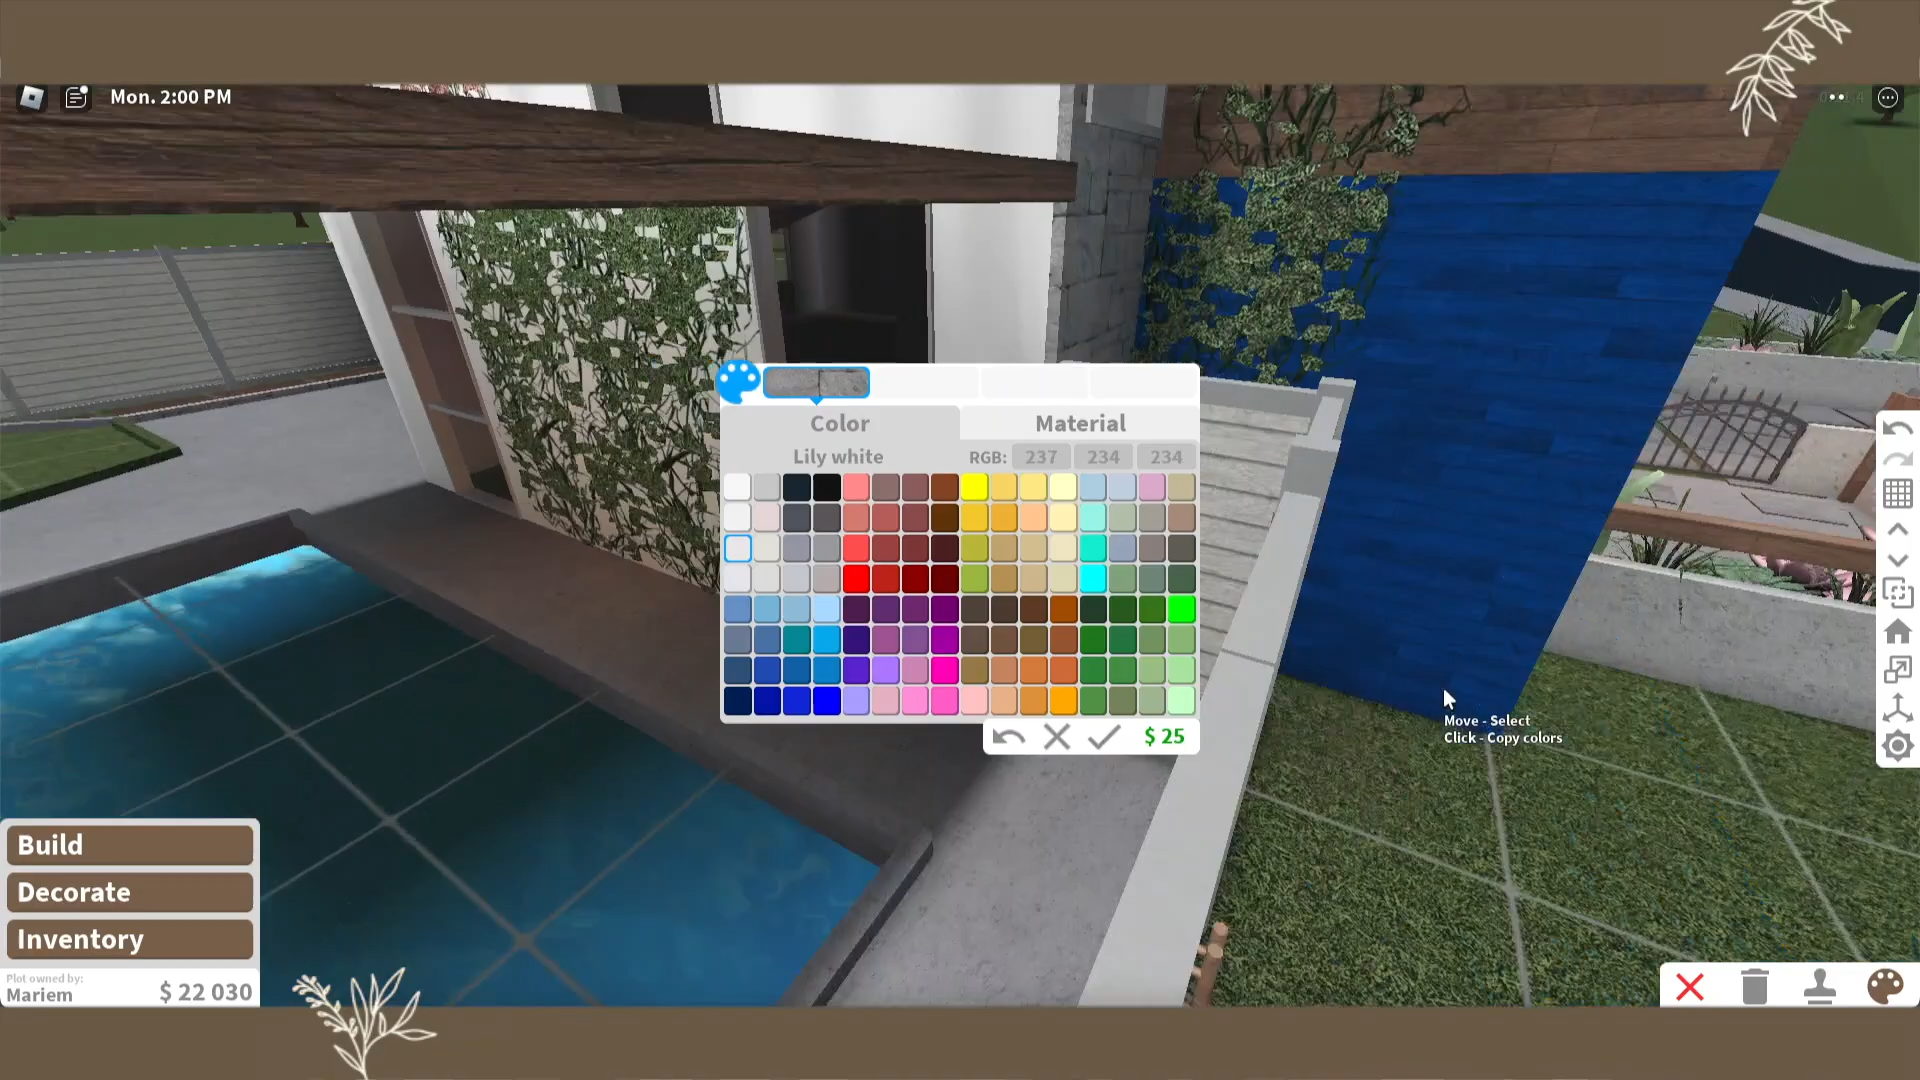 Mon. 2:00 PM
Color
Material
Lily white
RGB: 237 234 234
$ 25
Move - Select
Click - Copy colors
Build
Decorate
Inventory
Plot owned by:
Mariem
$ 22 030